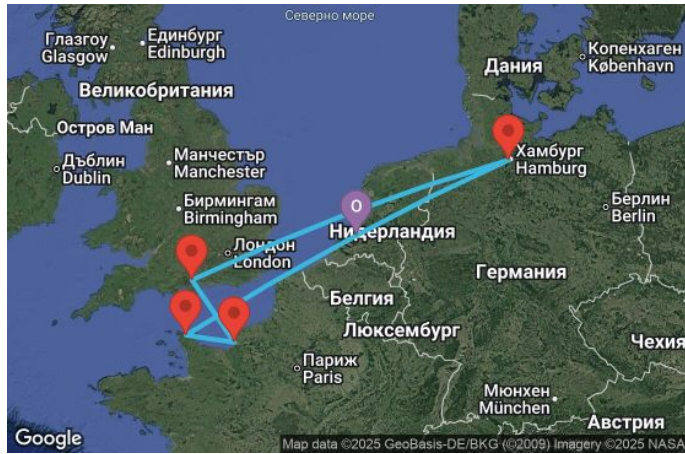 Северно море
Глазгоу
Glasgow
Единбург
Edinburgh
Копенхаген
København
Дания
Великобритания
Остров Ман
Дъблин
Dublin
Манчестър
Manchester
Хамбург
Hamburg
Бирмингам
Birmingham
Берлин
Berlin
О
Лондон
London
Нидерландия
Германия
Белгия
Люксембург
Чехия
Париж
Paris
Мюнхен
München
Австрия
Google
Map data ©2025 GeoBasis-DE/BKG (©2009) Imagery ©2025 NASA